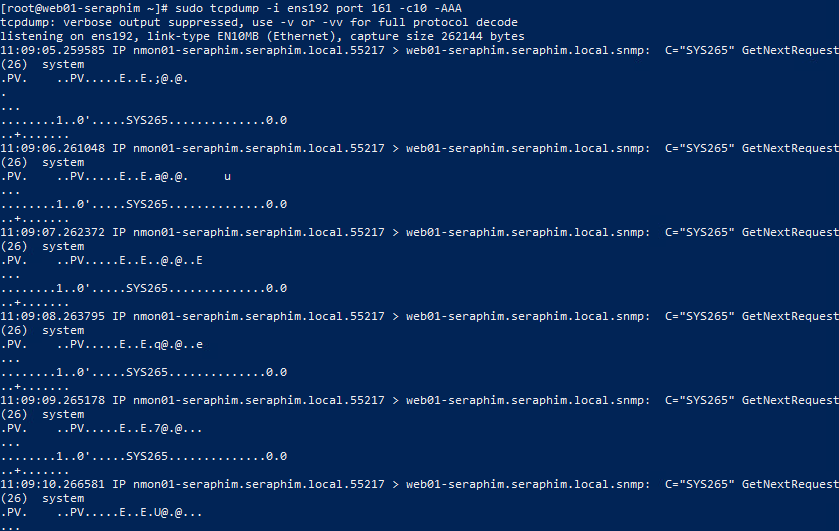 [root@web01-seraphim ~]# sudo tcpdump -i ens192 port 161 -c10 -AAA
tcpdump: verbose output suppressed, use -v or -vv for full protocol decode
listening on ens192, link-type EN10MB (Ethernet), capture size 262144 bytes
11:09:05.259585 IP nmon01-seraphim.seraphim.local.55217 > web01-seraphim.seraphim.local.snmp:  C="SYS265" GetNextRequest
(26)  system
.PV.    ..PV.....E..E.;@.@.
.
...
........1..0'.....SYS265..............0.0
..+.......
11:09:06.261048 IP nmon01-seraphim.seraphim.local.55217 > web01-seraphim.seraphim.local.snmp:  C="SYS265" GetNextRequest
(26)  system
.PV.    ..PV.....E..E.a@.@.     u
...
........1..0'.....SYS265..............0.0
..+.......
11:09:07.262372 IP nmon01-seraphim.seraphim.local.55217 > web01-seraphim.seraphim.local.snmp:  C="SYS265" GetNextRequest
(26)  system
.PV.    ..PV.....E..E..@.@..E
...
........1..0'.....SYS265..............0.0
..+.......
11:09:08.263795 IP nmon01-seraphim.seraphim.local.55217 > web01-seraphim.seraphim.local.snmp:  C="SYS265" GetNextRequest
(26)  system
.PV.    ..PV.....E..E.q@.@..e
...
........1..0'.....SYS265..............0.0
..+.......
11:09:09.265178 IP nmon01-seraphim.seraphim.local.55217 > web01-seraphim.seraphim.local.snmp:  C="SYS265" GetNextRequest
(26)  system
.PV.    ..PV.....E..E.7@.@...
...
........1..0'.....SYS265..............0.0
..+.......
11:09:10.266581 IP nmon01-seraphim.seraphim.local.55217 > web01-seraphim.seraphim.local.snmp:  C="SYS265" GetNextRequest
(26)  system
.PV.    ..PV.....E..E.U@.@...
...